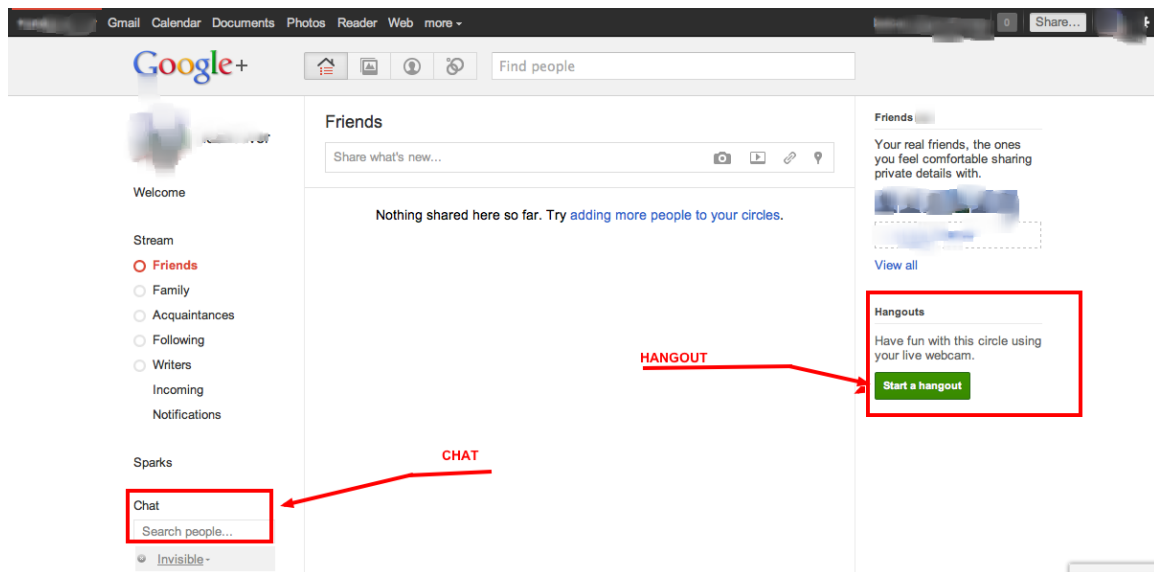 Gmail Calendar Documents Photos Reader Web more
0 Share...
Google+
Find people
Welcome
Stream
Friends
Family
Acquaintances
Following
Writers
Incoming
Notifications
Sparks
CHAT
Chat
Search people...
Invisible
Friends
Share what's new...
Nothing shared here so far. Try adding more people to your circles.
HANGOUT
Friends
Your real friends, the ones
you feel comfortable sharing
private details with.
View all
Hangouts
Have fun with this circle using
your live webcam.
Start a hangout